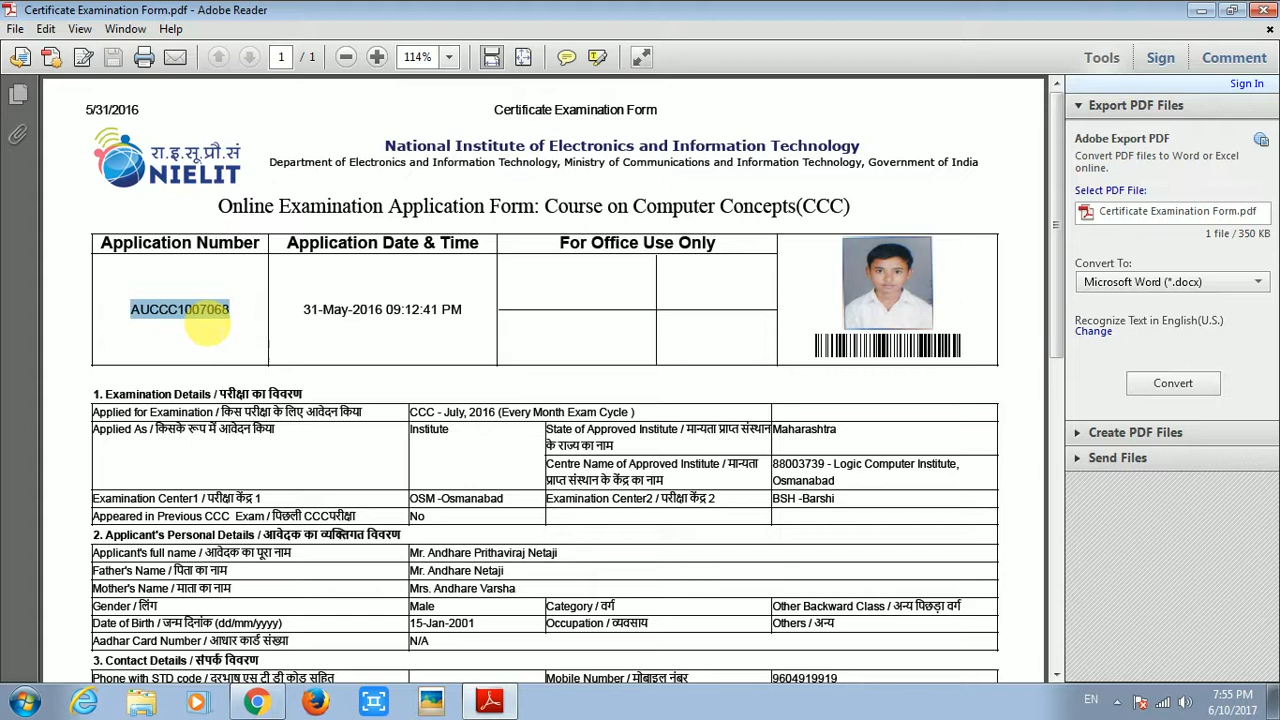 Certificate Examination Form.pdf - Adobe Reader
File Edit View Window Help
1 / 1 114% Tools Sign Comment
Sign In
5/31/2016 Certificate Examination Form
रा.इ.सू.प्रौ.सं
NIELIT
National Institute of Electronics and Information Technology
Department of Electronics and Information Technology, Ministry of Communications and Information Technology, Government of India
Online Examination Application Form: Course on Computer Concepts(CCC)
Application Number Application Date & Time For Office Use Only
AUCCC1007068 31-May-2016 09:12:41 PM
1. Examination Details / परीक्षा का विवरण
Applied for Examination / किस परीक्षा के लिए आवेदन किया CCC - July, 2016 (Every Month Exam Cycle )
Applied As / किसके रूप में आवेदन किया Institute State of Approved Institute / मान्यता प्राप्त संस्थान Maharashtra
के राज्य का नाम
Centre Name of Approved Institute / मान्यता 88003739 - Logic Computer Institute,
प्राप्त संस्थान के केंद्र का नाम Osmanabad
Examination Center1 / परीक्षा केंद्र 1 OSM -Osmanabad Examination Center2 / परीक्षा केंद्र 2 BSH -Barshi
Appeared in Previous CCC Exam / पिछली CCCपरीक्षा No
2. Applicant's Personal Details / आवेदक का व्यक्तिगत विवरण
Applicant's full name / आवेदक का पूरा नाम Mr. Andhare Prithaviraj Netaji
Father's Name / पिता का नाम Mr. Andhare Netaji
Mother's Name / माता का नाम Mrs. Andhare Varsha
Gender / लिंग Male Category / वर्ग Other Backward Class / अन्य पिछड़ा वर्ग
Date of Birth / जन्म दिनांक (dd/mm/yyyy) 15-Jan-2001 Occupation / व्यवसाय Others / अन्य
Aadhar Card Number / आधार कार्ड संख्या N/A
3. Contact Details / संपर्क विवरण
Phone with STD code / दूरभाष एस टी डी कोड सहित Mobile Number / मोबाइल नंबर 9604919919
Export PDF Files
Adobe Export PDF
Convert PDF files to Word or Excel
online.
Select PDF File:
Certificate Examination Form.pdf
1 file / 350 KB
Convert To:
Microsoft Word (*.docx)
Recognize Text in English(U.S.)
Change
Convert
Create PDF Files
Send Files
EN 7:55 PM
6/10/2017